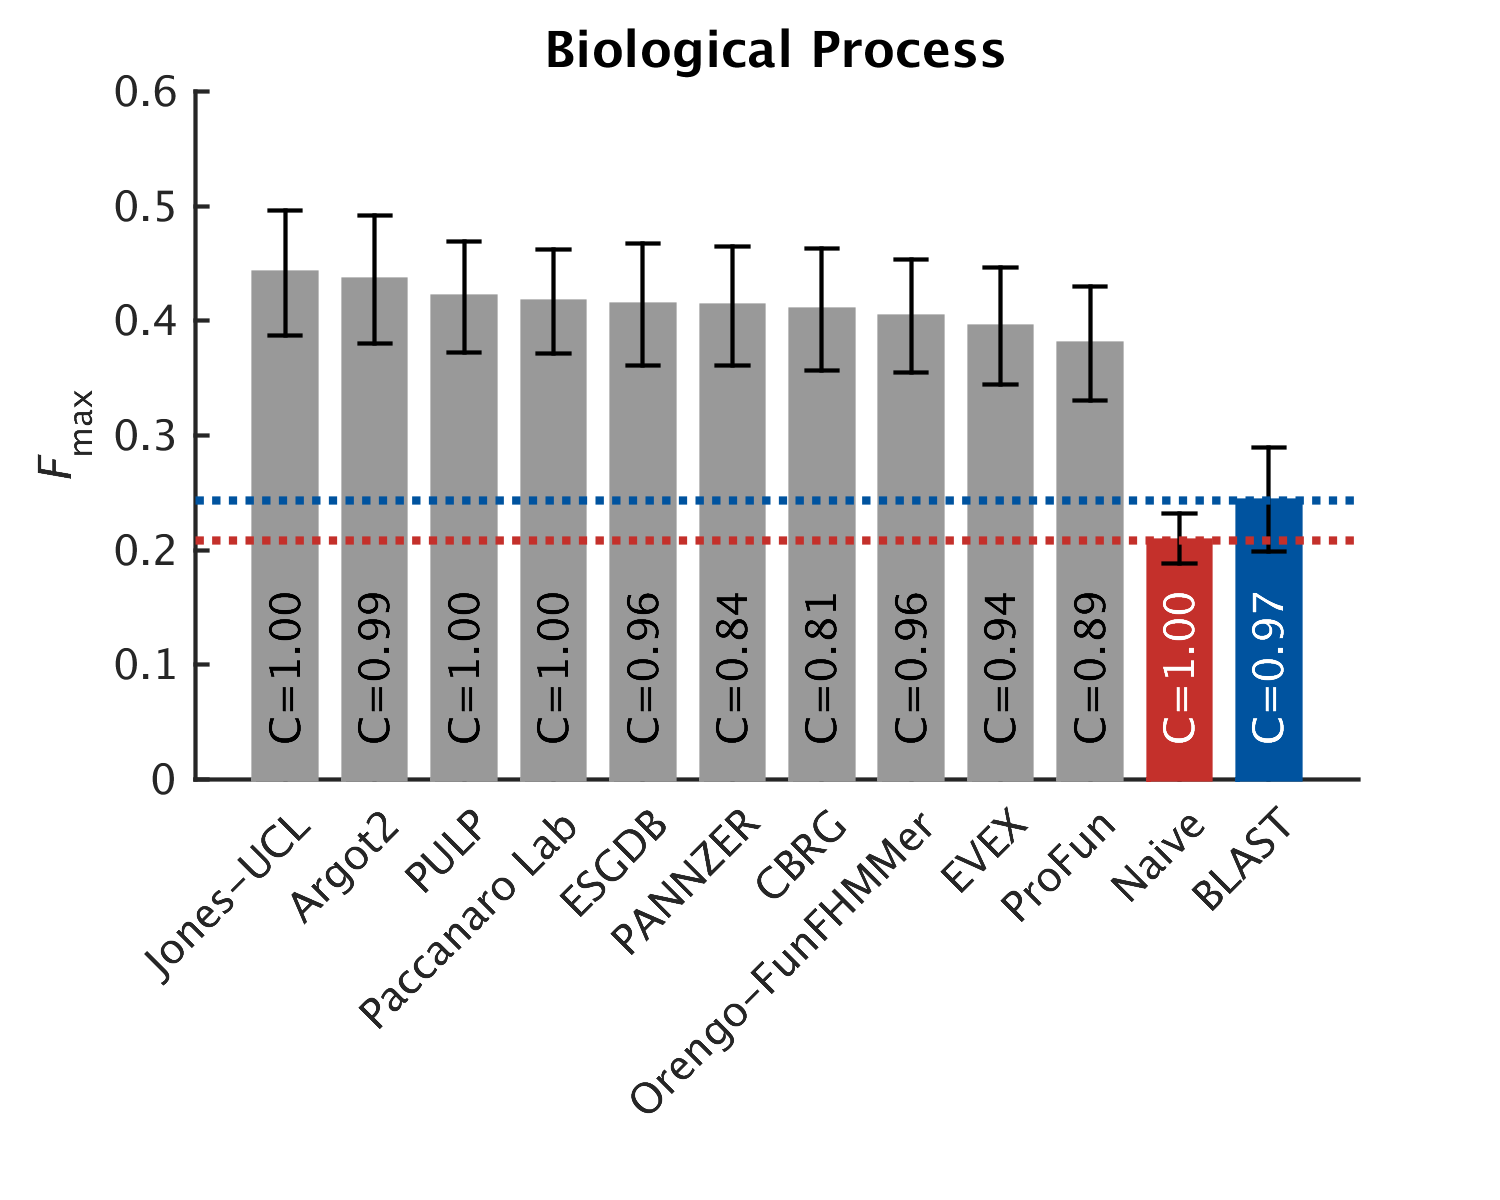 Biological Process
0.6
0.5
0.4
0.3
0.2
0.1
0
Fmax
C=1.00
C=0.99
C=1.00
C=1.00
C=0.96
C=0.84
C=0.81
C=0.96
C=0.94
C=0.89
C=1.00
C=0.97
Jones-UCL
Argot2
PULP
Paccanaro Lab
ESGDB
PANNZER
CBRG
Orengo-FunFHMMer
EVEX
ProFun
Naive
BLAST